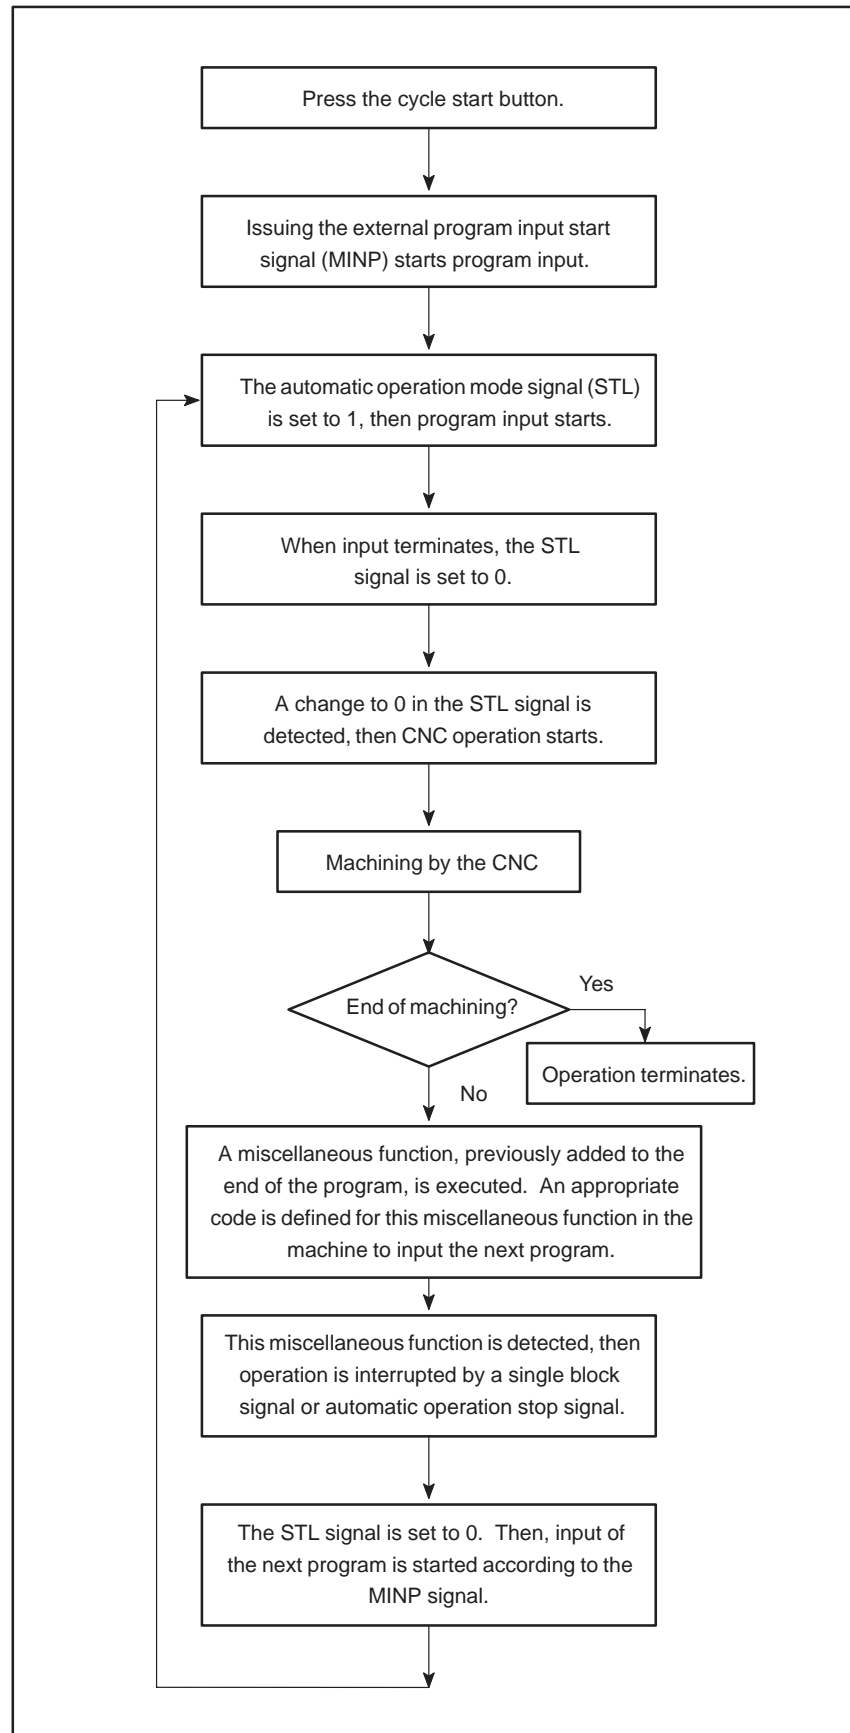 Press the cycle start button.
Issuing the external program input start
signal (MINP) starts program input.
The automatic operation mode signal (STL)
is set to 1, then program input starts.
When input terminates, the STL
signal is set to 0.
A change to 0 in the STL signal is
detected, then CNC operation starts.
Machining by the CNC
End of machining?
Yes
Operation terminates.
No
A miscellaneous function, previously added to the
end of the program, is executed. An appropriate
code is defined for this miscellaneous function in the
machine to input the next program.
This miscellaneous function is detected, then
operation is interrupted by a single block
signal or automatic operation stop signal.
The STL signal is set to 0. Then, input of
the next program is started according to the
MINP signal.